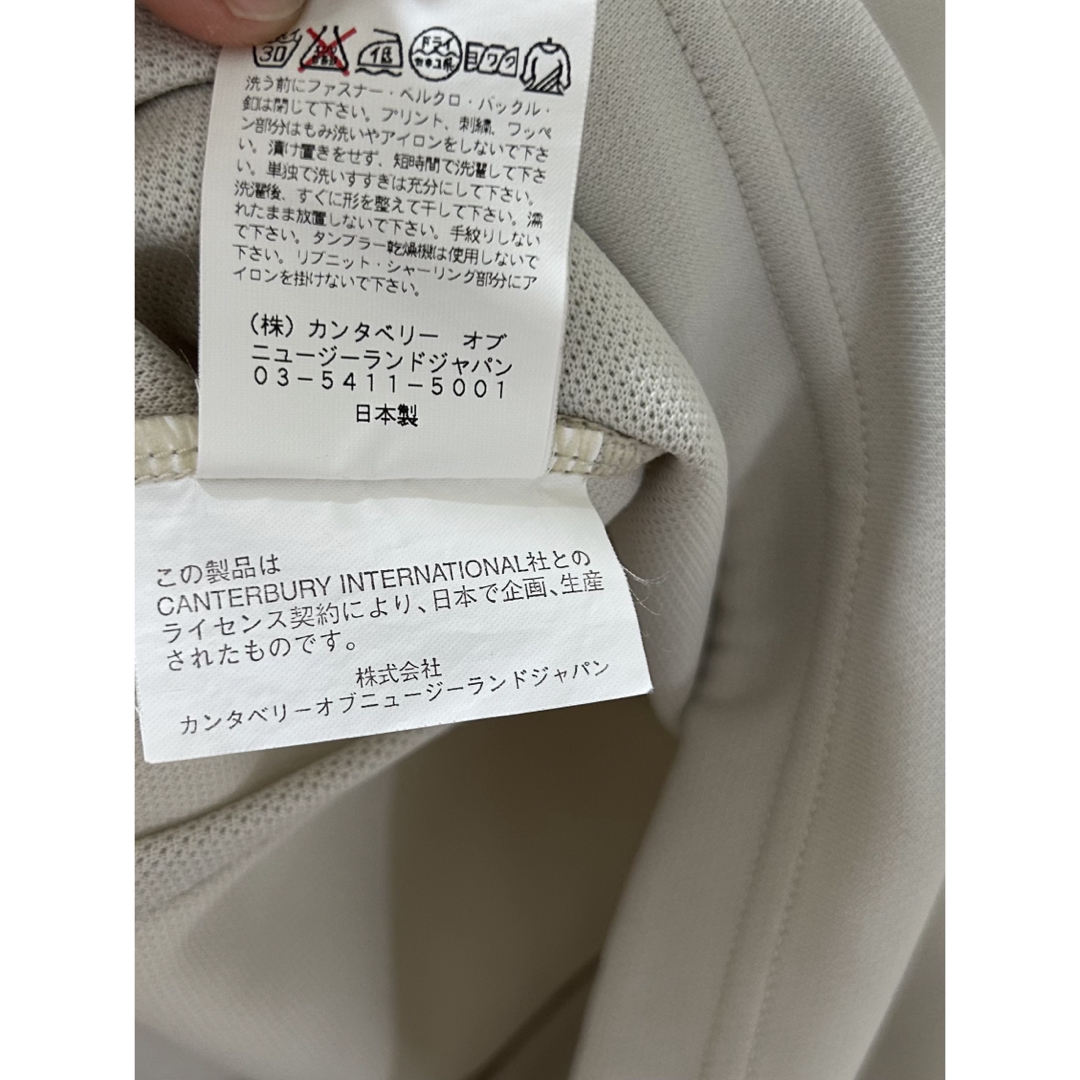 30
低
ドライ
ヨワク
洗う前にファスナー・ベルクロ・バックル・
釦は閉じて下さい。プリント、刺繍、ワッペ
ン部分はもみ洗いやアイロンをしないで下さ
い。漬け置きをせず、短時間で洗濯して下さ
い。単独で洗いすすぎは充分にして下さい。
洗濯後、すぐに形を整えて干して下さい。濡
れたまま放置しないで下さい。手絞りしない
で下さい。タンブラー乾燥機は使用しないで
下さい。リブニット・シャーリング部分にア
イロンを掛けないで下さい。
（株）カンタベリー オブ
ニュージーランドジャパン
03-5411-5001
日本製
この製品は
CANTERBURY INTERNATIONAL社との
ライセンス契約により、日本で企画、生産
されたものです。
株式会社
カンタベリーオブニュージーランドジャパン